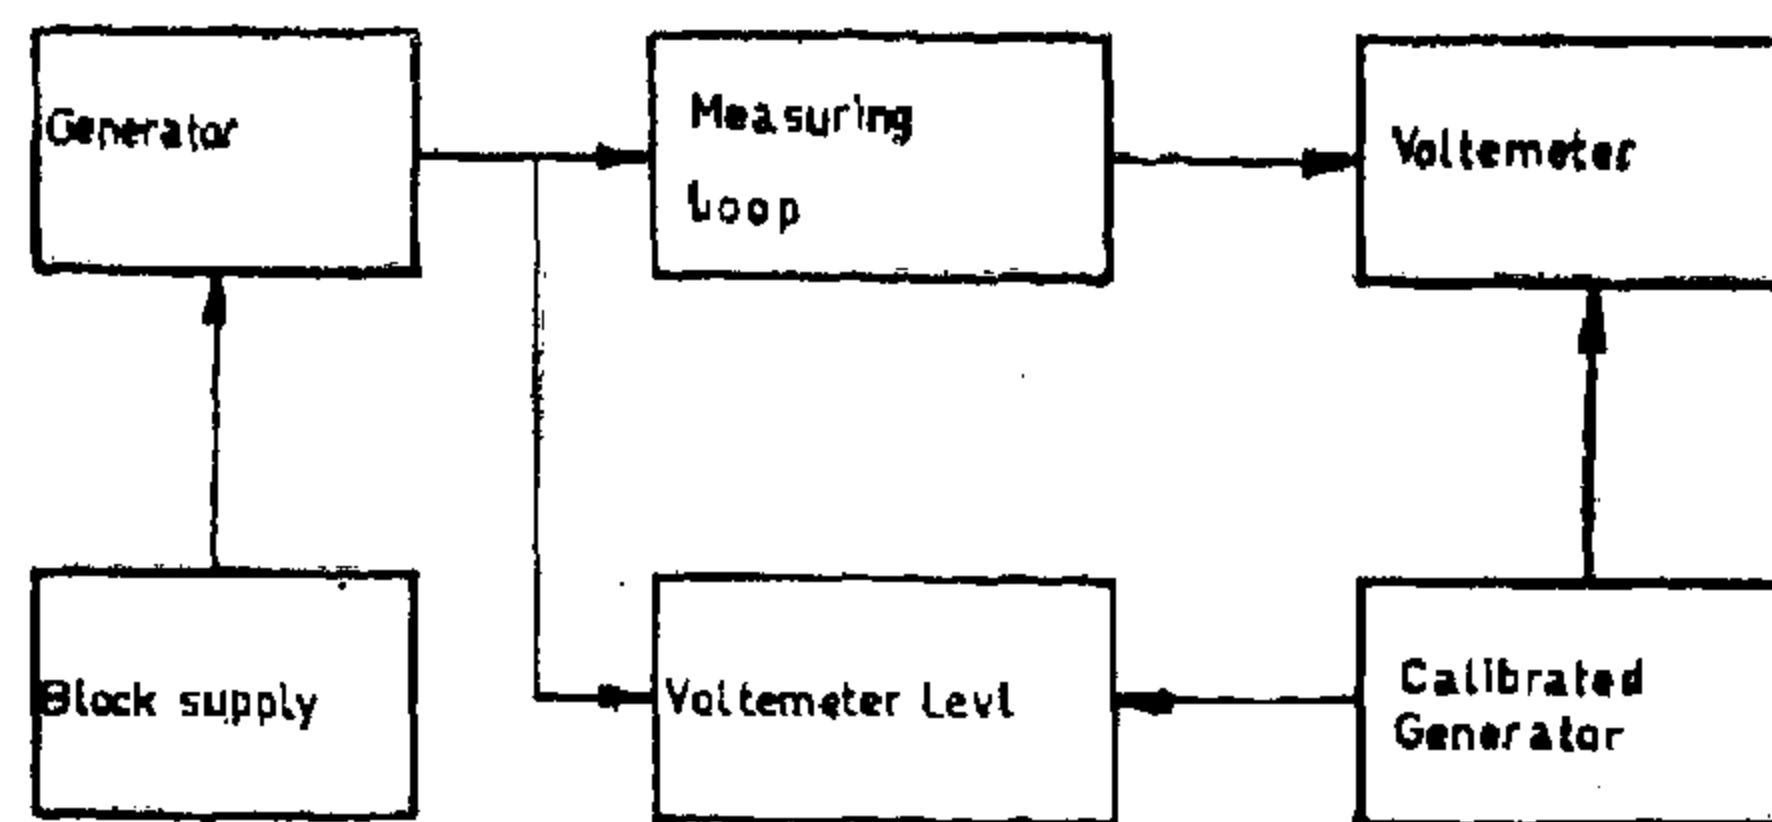 Generator
Measuring
Loop
Voltemeter
Block supply
Voltemeter Levl
Calibrated
Generator